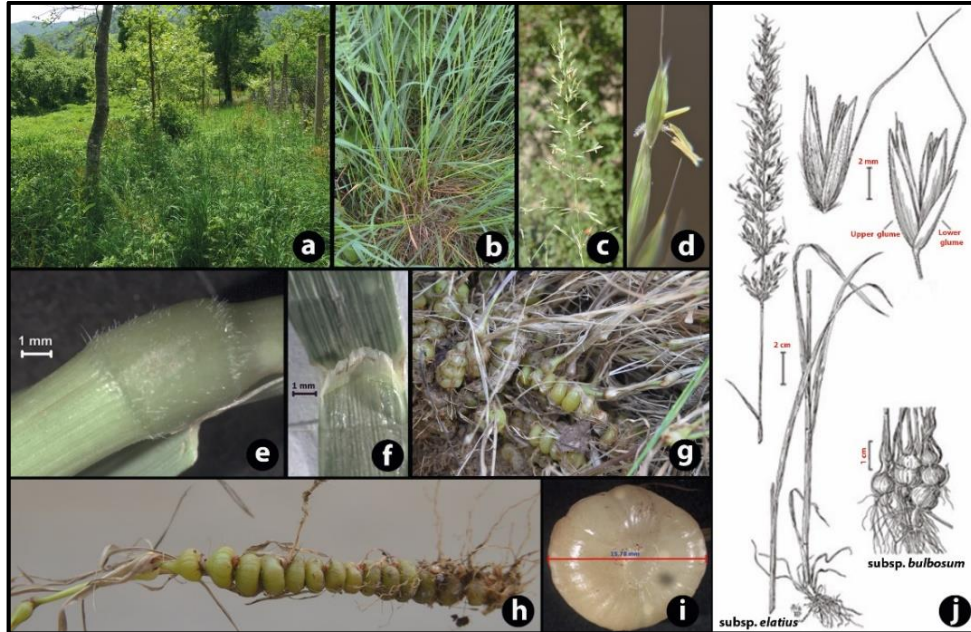 a
b
c
d
2 mm
Upper glume
Lower
glume
1 mm
e
1 mm
f
g
2 cm
1 cm
subsp. bulbosum
h
i
subsp. elatius
j